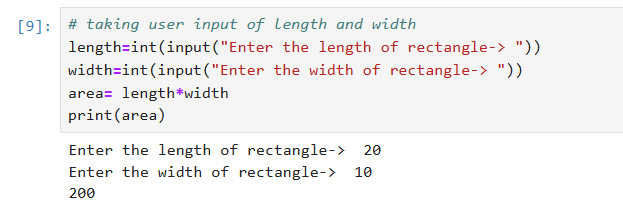 [9]: # taking user input of length and width
length=int(input("Enter the length of rectangle-> "))
width=int(input("Enter the width of rectangle-> "))
area= length*width
print(area)
Enter the length of rectangle->  20
Enter the width of rectangle->  10
200